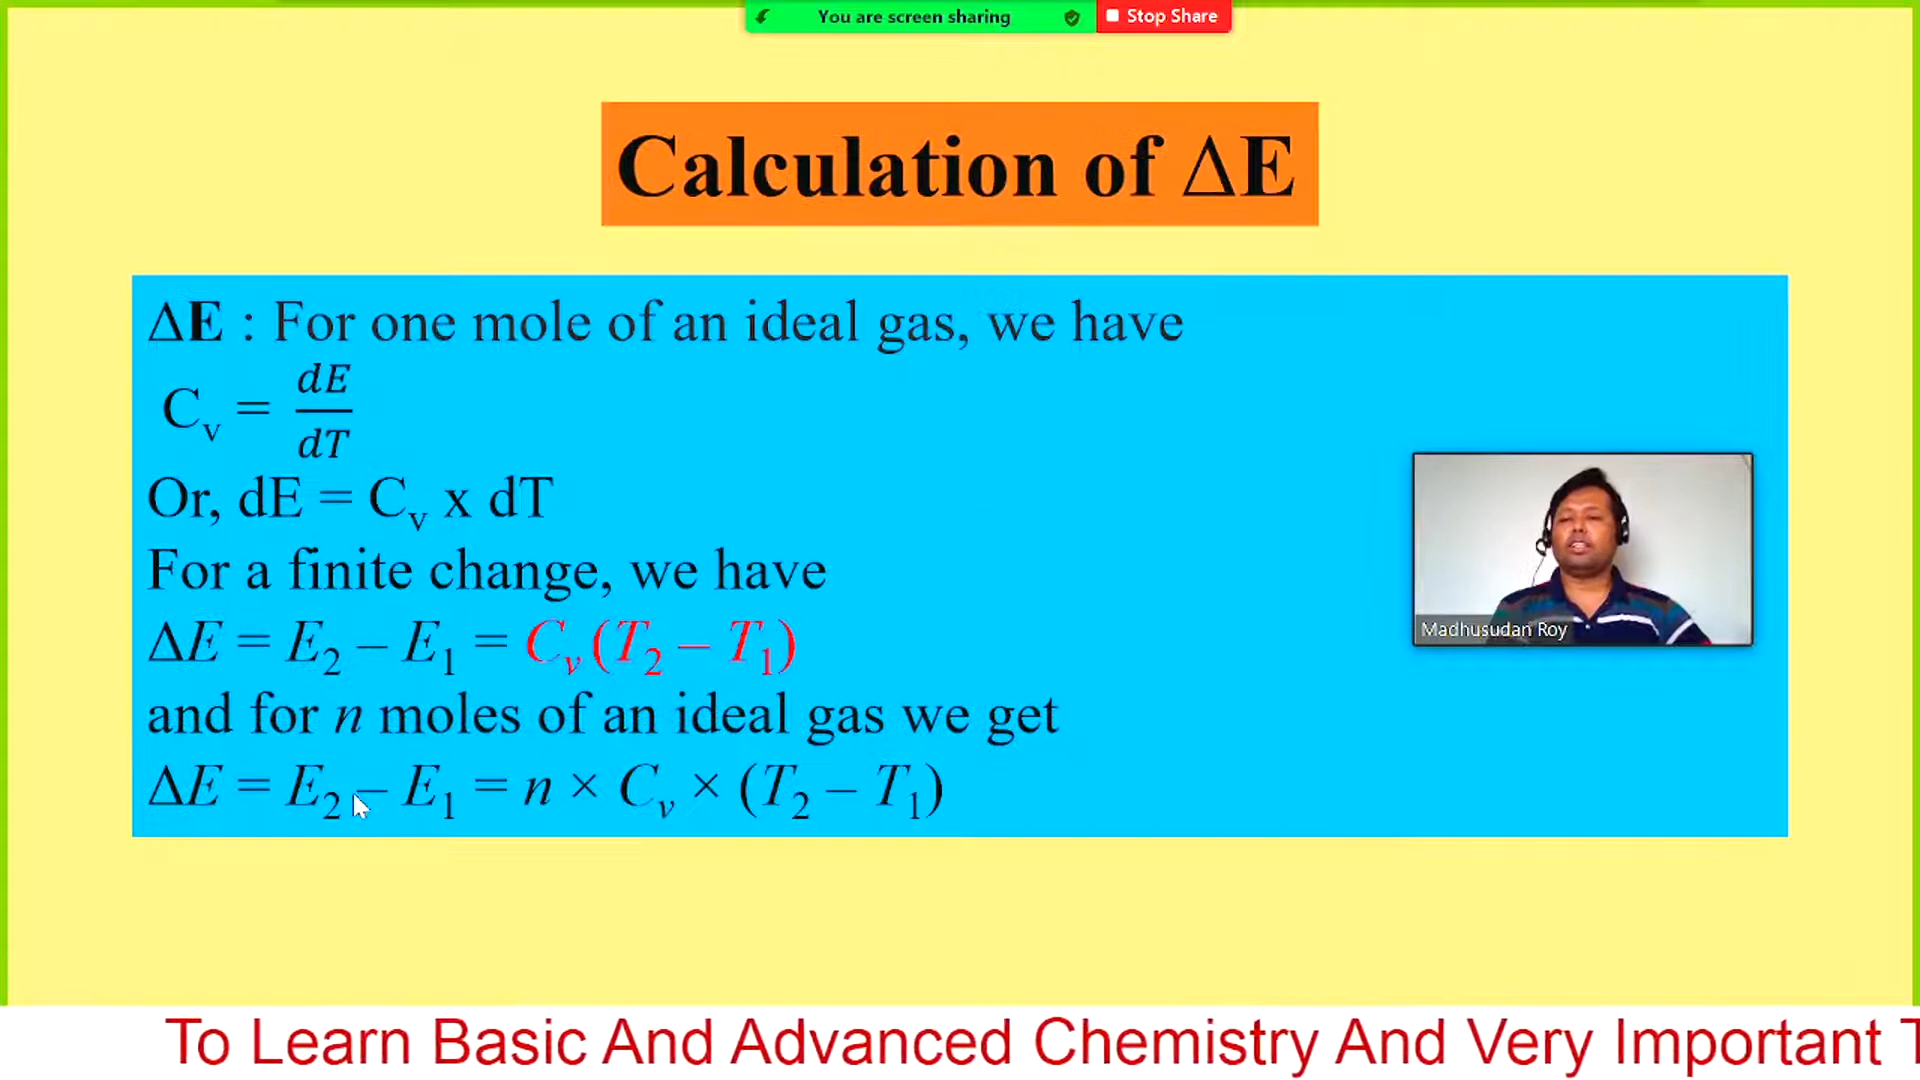 You are screen sharing
Stop Share
Calculation of ΔE
ΔE : For one mole of an ideal gas, we have
Cᵥ = dE/dT
Or, dE = Cᵥ x dT
For a finite change, we have
ΔE = E₂ – E₁ = Cᵥ(T₂ – T₁)
Madhusudan Roy
and for n moles of an ideal gas we get
ΔE = E₂ – E₁ = n × Cᵥ × (T₂ – T₁)
To Learn Basic And Advanced Chemistry And Very Important T